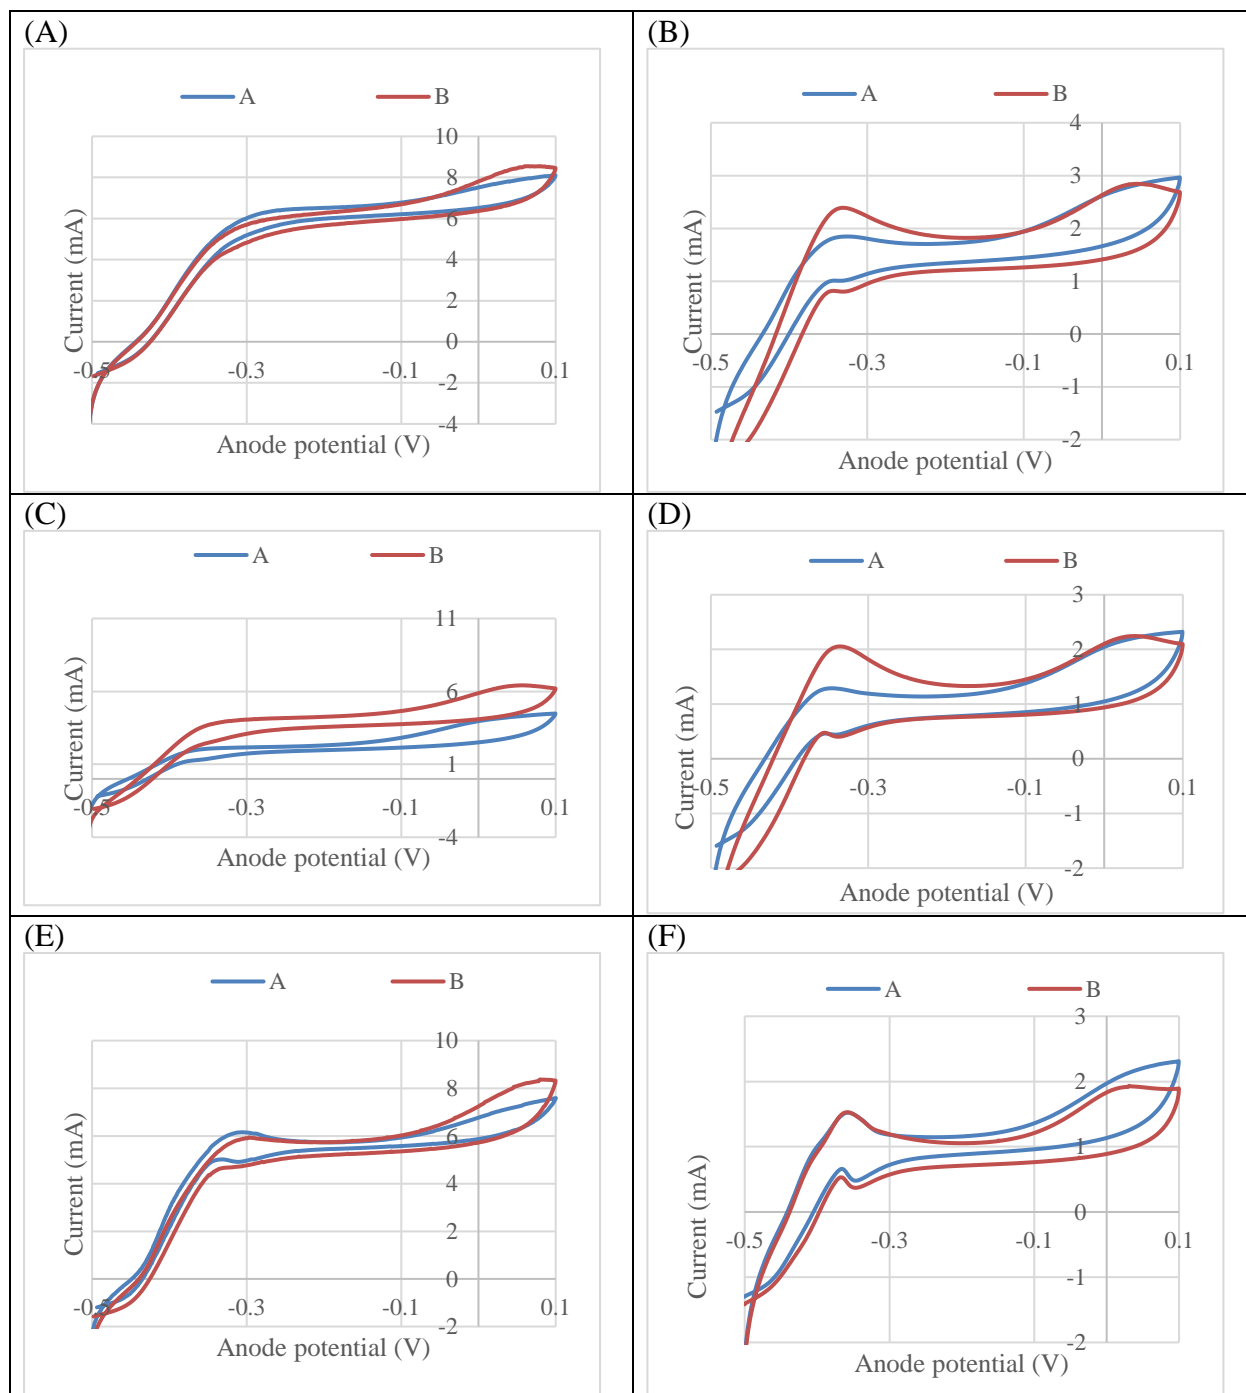 (A)
A B
10
8
6
4
2
0
-2
-4
-0.5 -0.3 -0.1 0.1
Current (mA)
Anode potential (V)
(B)
A B
4
3
2
1
0
-1
-2
-0.5 -0.3 -0.1 0.1
Current (mA)
Anode potential (V)
(C)
A B
11
6
1
-4
-0.5 -0.3 -0.1 0.1
Current (mA)
Anode potential (V)
(D)
A B
3
2
1
0
-1
-2
-0.5 -0.3 -0.1 0.1
Current (mA)
Anode potential (V)
(E)
A B
10
8
6
4
2
0
-2
-0.5 -0.3 -0.1 0.1
Current (mA)
Anode potential (V)
(F)
A B
3
2
1
0
-1
-2
-0.5 -0.3 -0.1 0.1
Current (mA)
Anode potential (V)